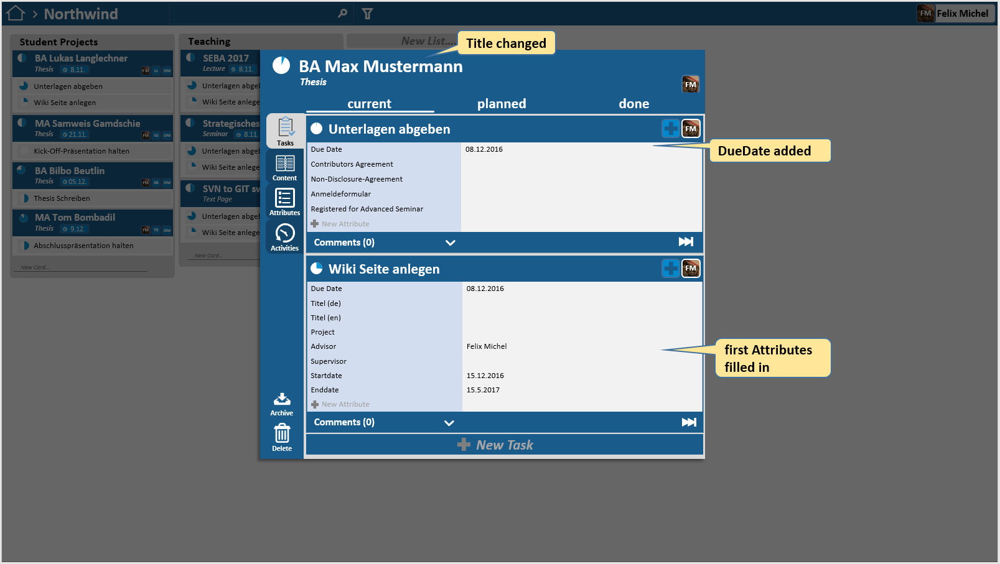 Northwind
FM Felix Michel
Student Projects
BA Lukas Langlechner
Thesis 8.11. FM LL OM
Unterlagen abgeben
Wiki Seite anlegen
MA Samweis Gamdschie
Thesis 21.11. FM SG OM
Kick-Off-Präsentation halten
BA Bilbo Beutlin
Thesis 05.12. FM BB OM
Thesis Schreiben
MA Tom Bombadil
Thesis 9.12. FM TB OM
Abschlusspräsentation halten
New Card...
Teaching
SEBA 2017
Lecture 8.11.
Unterlagen abgel
Wiki Seite anlege
Strategisches
Seminar 8.11.
Unterlagen abgel
Wiki Seite anlege
SVN to GIT sv
Text Page
Unterlagen abgel
Wiki Seite anlege
New Card...
New List....
Title changed
BA Max Mustermann
Thesis
FM
current planned done
Tasks
Content
Attributes
Activities
Archive
Delete
Unterlagen abgeben FM
Due Date 08.12.2016
Contributors Agreement
Non-Disclosure-Agreement
Anmeldeformular
Registered for Advanced Seminar
New Attribute
Comments (0)
DueDate added
Wiki Seite anlegen FM
Due Date 08.12.2016
Titel (de)
Titel (en)
Project
Advisor Felix Michel
Supervisor
Startdate 15.12.2016
Enddate 15.5.2017
New Attribute
Comments (0)
New Task
first Attributes
filled in